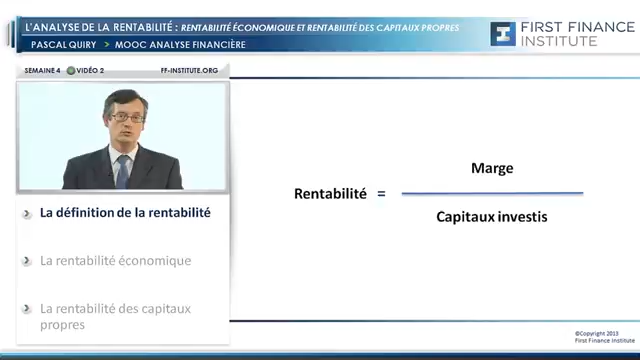 L'ANALYSE DE LA RENTABILITÉ : RENTABILITÉ ÉCONOMIQUE ET RENTABILITÉ DES CAPITAUX PROPRES
PASCAL QUIRY > MOOC ANALYSE FINANCIÈRE
FIRST FINANCE
INSTITUTE
SEMAINE 4 VIDÉO 2 FF-INSTITUTE.ORG
La définition de la rentabilité
La rentabilité économique
La rentabilité des capitaux
propres
Marge
Rentabilité =
Capitaux investis
©Copyright 2013
First Finance Institute